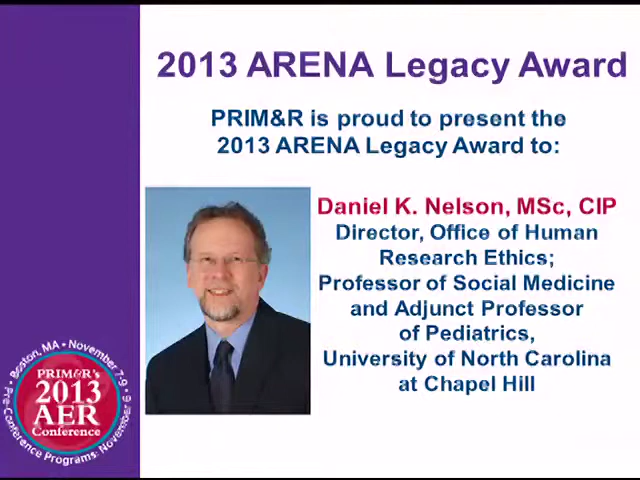 2013 ARENA Legacy Award
PRIM&R is proud to present the
2013 ARENA Legacy Award to:
Daniel K. Nelson, MSc, CIP
Director, Office of Human
Research Ethics;
Professor of Social Medicine
and Adjunct Professor
of Pediatrics,
University of North Carolina
at Chapel Hill
• Boston, MA • November 7-9 •
PRIM&R's
2013
AER
Conference
Pre-Conference Programs: November 6